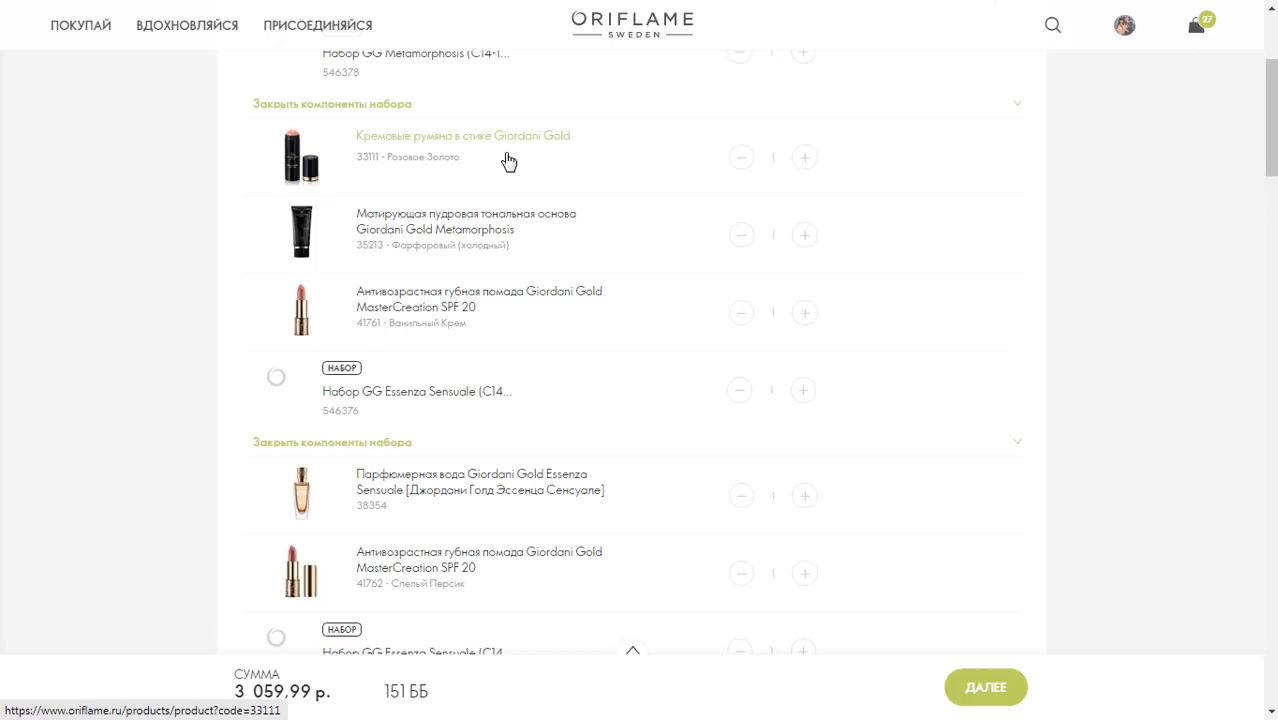 ПОКУПАЙ
ВДОХНОВЛЯЙСЯ
ПРИСОЕДИНЯЙСЯ
ORIFLAME
SWEDEN
27
Набор GG Metamorphosis (C14-1...
1
546378
Закрыть компоненты набора
Кремовые румяна в стике Giordani Gold
33111 - Розовое Золото
1
Матирующая пудровая тональная основа
Giordani Gold Metamorphosis
35213 - Фарфоровый (холодный)
1
Антивозрастная губная помада Giordani Gold
MasterCreation SPF 20
41761 - Ванильный Крем
1
НАБОР
Набор GG Essenza Sensuale (C14...
1
546376
Закрыть компоненты набора
Парфюмерная вода Giordani Gold Essenza
Sensuale [Джордани Голд Эссенца Сенсуале]
38354
1
Антивозрастная губная помада Giordani Gold
MasterCreation SPF 20
41762 - Спелый Персик
1
НАБОР
Набор GG Essenza Sensuale (C14
СУММА
3 059,99 р.
151 ББ
ДАЛЕЕ
https://www.oriflame.ru/products/product?code=33111